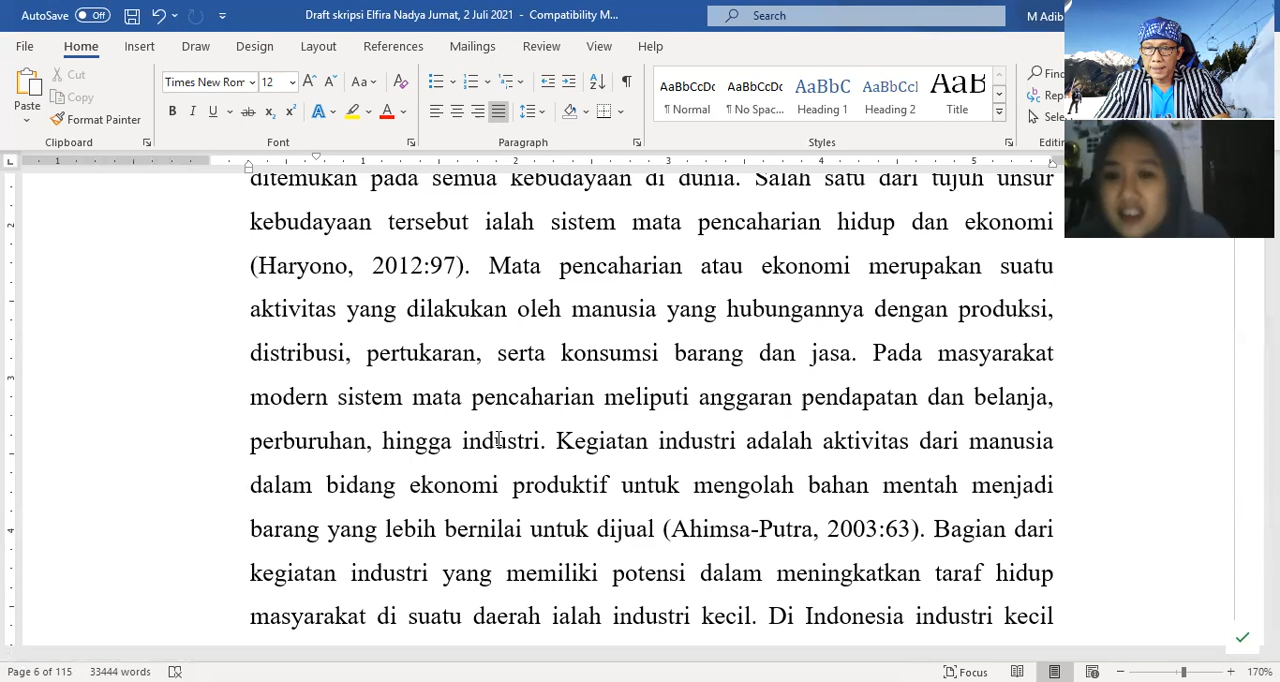 AutoSave Off Draft skripsi Elfira Nadya Jumat, 2 Juli 2021 - Compatibility M... Search M Adib
File Home Insert Draw Design Layout References Mailings Review View Help
Paste Cut Copy Format Painter
Times New Rom 12
AaBbCcDc AaBbCcDc AaBbC AaBbCcI AaB
¶ Normal ¶ No Spac... Heading 1 Heading 2 Title
Clipboard Font Paragraph Styles
ditemukan pada semua kebudayaan di dunia. Salah satu dari tujuh unsur
kebudayaan tersebut ialah sistem mata pencaharian hidup dan ekonomi
(Haryono, 2012:97). Mata pencaharian atau ekonomi merupakan suatu
aktivitas yang dilakukan oleh manusia yang hubungannya dengan produksi,
distribusi, pertukaran, serta konsumsi barang dan jasa. Pada masyarakat
modern sistem mata pencaharian meliputi anggaran pendapatan dan belanja,
perburuhan, hingga industri. Kegiatan industri adalah aktivitas dari manusia
dalam bidang ekonomi produktif untuk mengolah bahan mentah menjadi
barang yang lebih bernilai untuk dijual (Ahimsa-Putra, 2003:63). Bagian dari
kegiatan industri yang memiliki potensi dalam meningkatkan taraf hidup
masyarakat di suatu daerah ialah industri kecil. Di Indonesia industri kecil
Page 6 of 115 33444 words Focus 170%